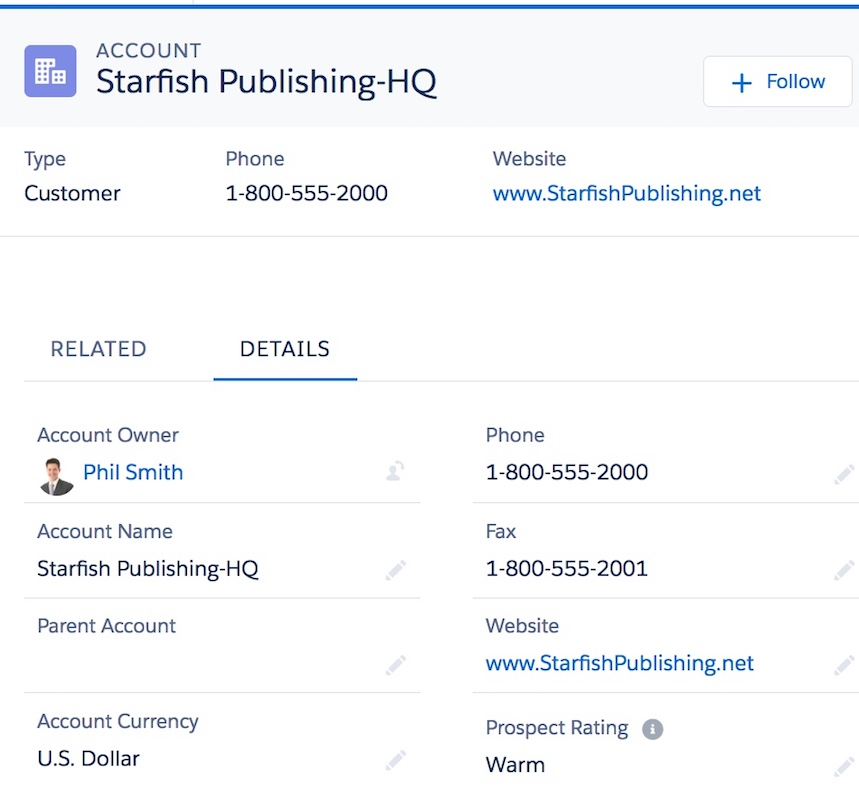 ACCOUNT
Starfish Publishing-HQ
+ Follow
Type
Phone
Website
Customer
1-800-555-2000
www.StarfishPublishing.net
RELATED
DETAILS
Account Owner
Phone
Phil Smith
1-800-555-2000
Account Name
Fax
Starfish Publishing-HQ
1-800-555-2001
Parent Account
Website
www.StarfishPublishing.net
Account Currency
Prospect Rating
U.S. Dollar
Warm